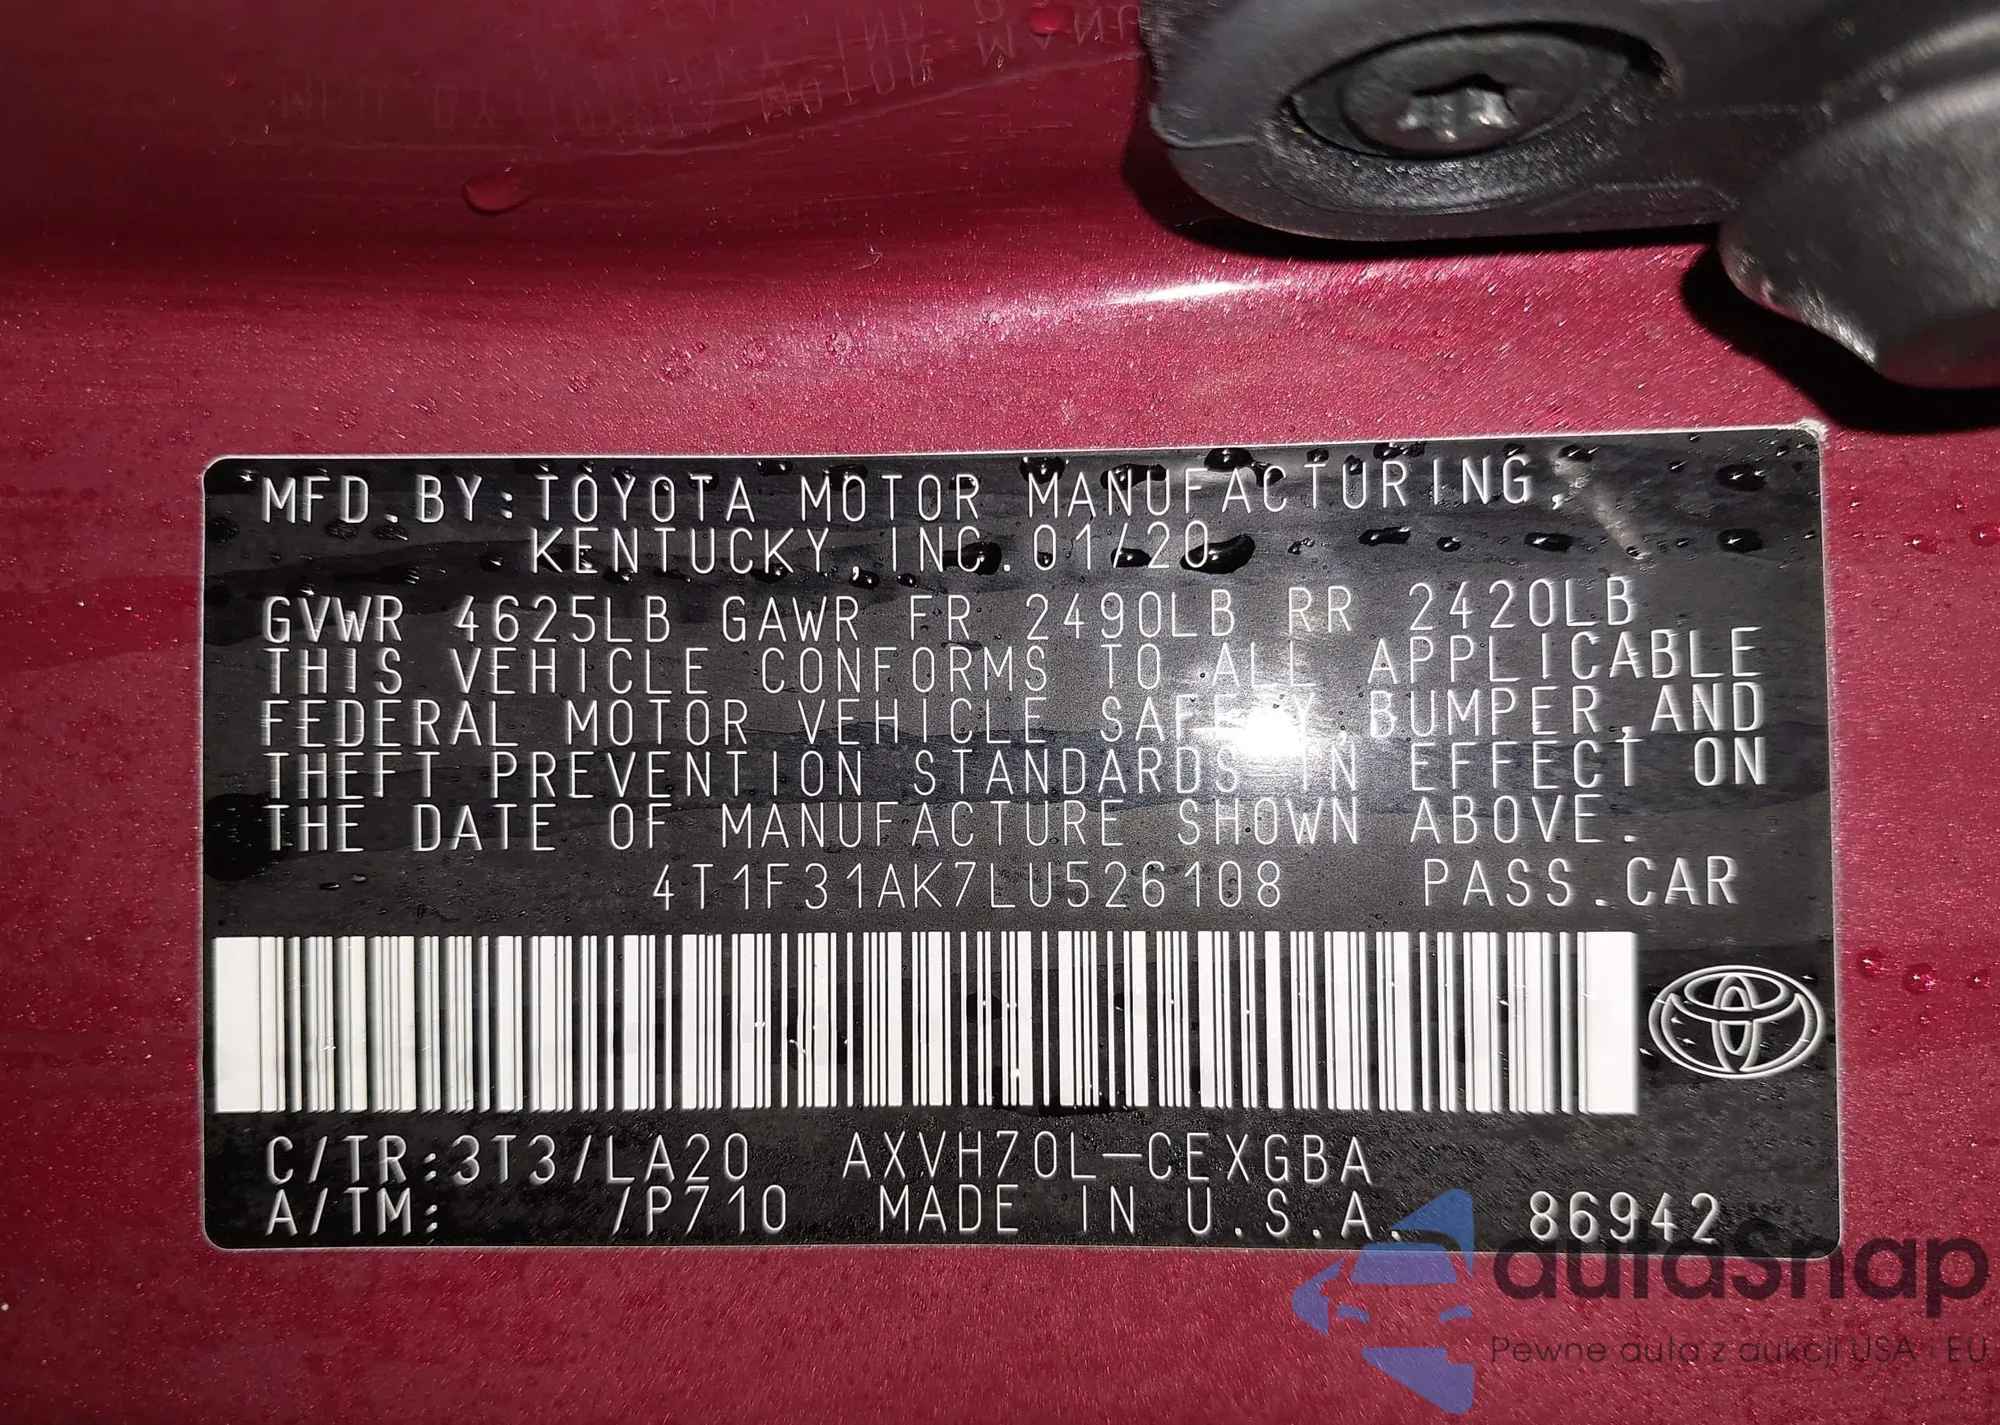 MFD.BY:TOYOTA MOTOR MANUFACTURING,
KENTUCKY,INC.01/20
GVWR 4625LB GAWR FR 2490LB RR 2420LB
THIS VEHICLE CONFORMS TO ALL APPLICABLE
FEDERAL MOTOR VEHICLE SAFETY BUMPER,AND
THEFT PREVENTION STANDARDS IN EFFECT ON
THE DATE OF MANUFACTURE SHOWN ABOVE.
4T1F31AK7LU526108 PASS.CAR
C/TR:3T3/LA20 AXVH70L-CEXGBA
A/TM: /P710 MADE IN U.S.A. 86942
autaSnap
Pewne auta z aukcji USA i EU